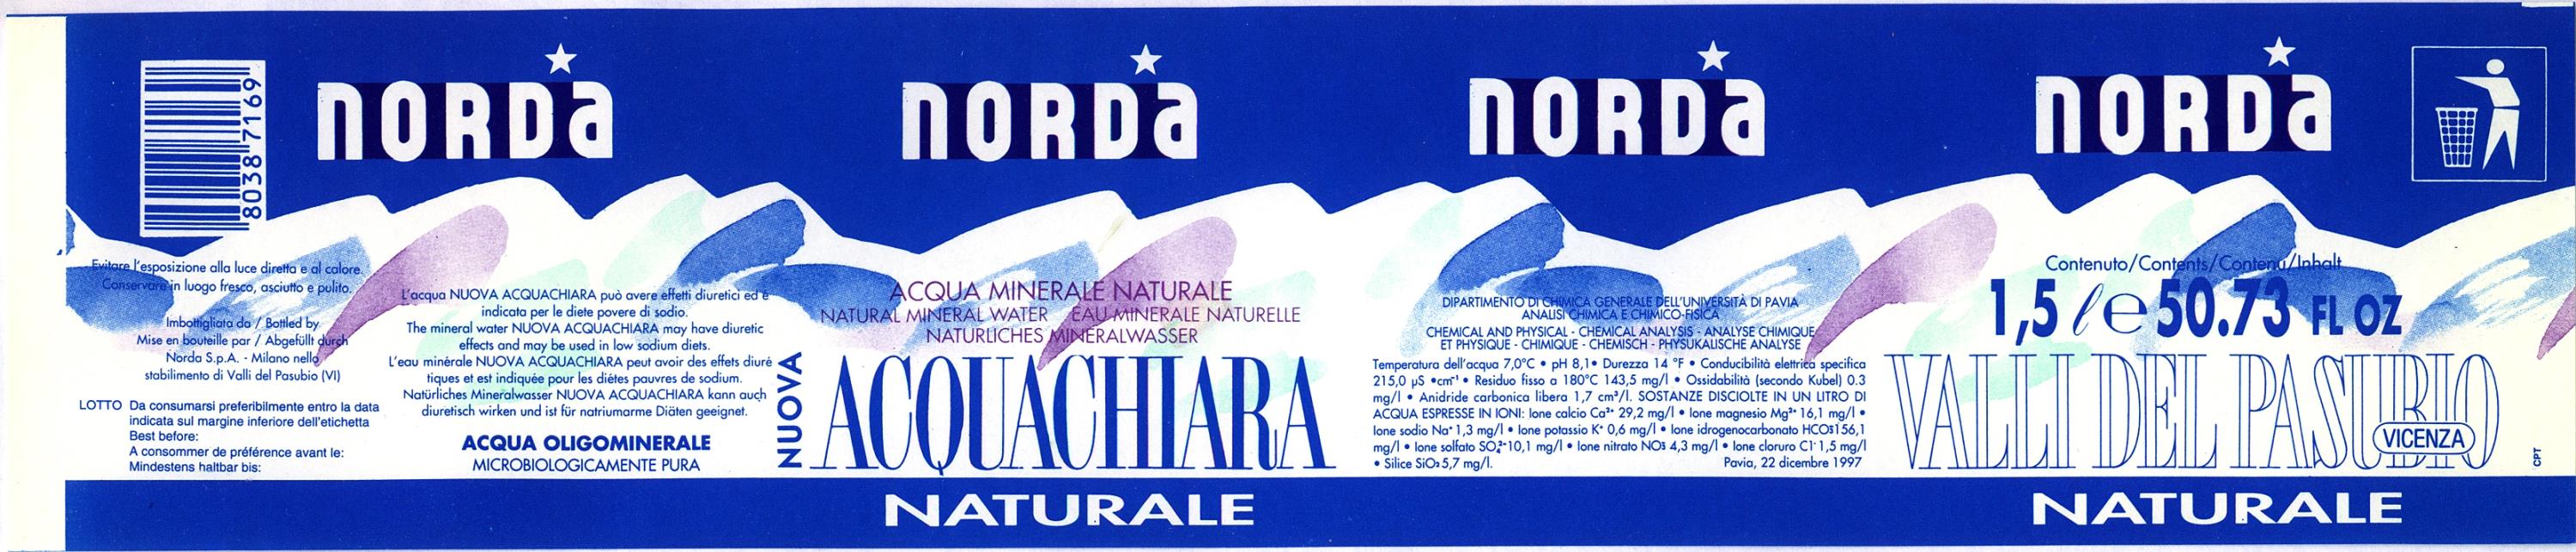 80387169
NORDA
Evitare l'esposizione alla luce diretta e al calore.
Conservare in luogo fresco, asciutto e pulito.
Imbottigliata da / Bottled by
Mise en bouteille par / Abgefüllt durch
Norda S.p.A. - Milano nello
stabilimento di Valli del Pasubio (VI)
LOTTO Da consumarsi preferibilmente entro la data
indicata sul margine inferiore dell'etichetta
Best before:
A consommer de préférence avant le:
Mindestens haltbar bis:
L'acqua NUOVA ACQUACHIARA può avere effetti diuretici ed è
indicata per le diete povere di sodio.
The mineral water NUOVA ACQUACHIARA may have diuretic
effects and may be used in low sodium diets.
L'eau minérale NUOVA ACQUACHIARA peut avoir des effets diuré
tiques et est indiquée pour les diètes pauvres de sodium.
Natürliches Mineralwasser NUOVA ACQUACHIARA kann auch
diuretisch wirken und ist für natriumarme Diäten geeignet.
ACQUA OLIGOMINERALE
MICROBIOLOGICAMENTE PURA
NORDA
ACQUA MINERALE NATURALE
NATURAL MINERAL WATER EAU MINERALE NATURELLE
NATÜRLICHES MINERALWASSER
NUOVA
ACQUACHIARA
NATURALE
NORDA
DIPARTIMENTO DI CHIMICA GENERALE DELL'UNIVERSITÀ DI PAVIA
ANALISI CHIMICA E CHIMICO-FISICA
CHEMICAL AND PHYSICAL - CHEMICAL ANALYSIS - ANALYSE CHIMIQUE
ET PHYSIQUE - CHIMIQUE - CHEMISCH - PHYSUKALISCHE ANALYSE
Temperatura dell'acqua 7,0°C • pH 8,1 • Durezza 14 °F • Conducibilità elettrica specifica
215,0 µS •cm⁻¹ • Residuo fisso a 180°C 143,5 mg/l • Ossidabilità (secondo Kubel) 0.3
mg/l • Anidride carbonica libera 1,7 cm³/l. SOSTANZE DISCIOLTE IN UN LITRO DI
ACQUA ESPRESSE IN IONI: Ione calcio Ca²⁺ 29,2 mg/l • Ione magnesio Mg²⁺ 16,1 mg/l •
Ione sodio Na⁺ 1,3 mg/l • Ione potassio K⁺ 0,6 mg/l • Ione idrogenocarbonato HCO₃⁻156,1
mg/l • Ione solfato SO₄²⁻10,1 mg/l • Ione nitrato NO₃⁻ 4,3 mg/l • Ione cloruro Cl⁻ 1,5 mg/l
• Silice SiO₂ 5,7 mg/l. Pavia, 22 dicembre 1997
NORDA
Contenuto/Contents/Contenu/Inhalt
1,5 ℓ e 50.73 FL OZ
VALLI DEL PASUBIO
VICENZA
CPT
NATURALE